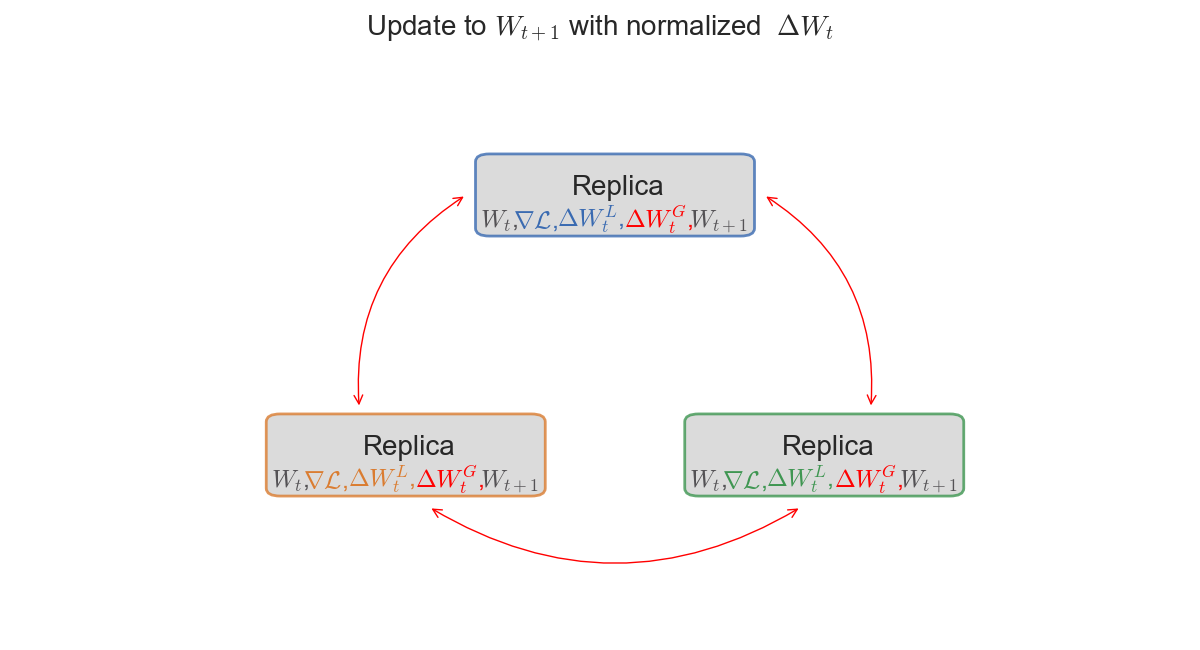 Update to $W_{t+1}$ with normalized $\Delta W_t$
Replica
$W_t, \nabla\mathcal{L}, \Delta W_t^L, \Delta W_t^G, W_{t+1}$
Replica
$W_t, \nabla\mathcal{L}, \Delta W_t^L, \Delta W_t^G, W_{t+1}$
Replica
$W_t, \nabla\mathcal{L}, \Delta W_t^L, \Delta W_t^G, W_{t+1}$